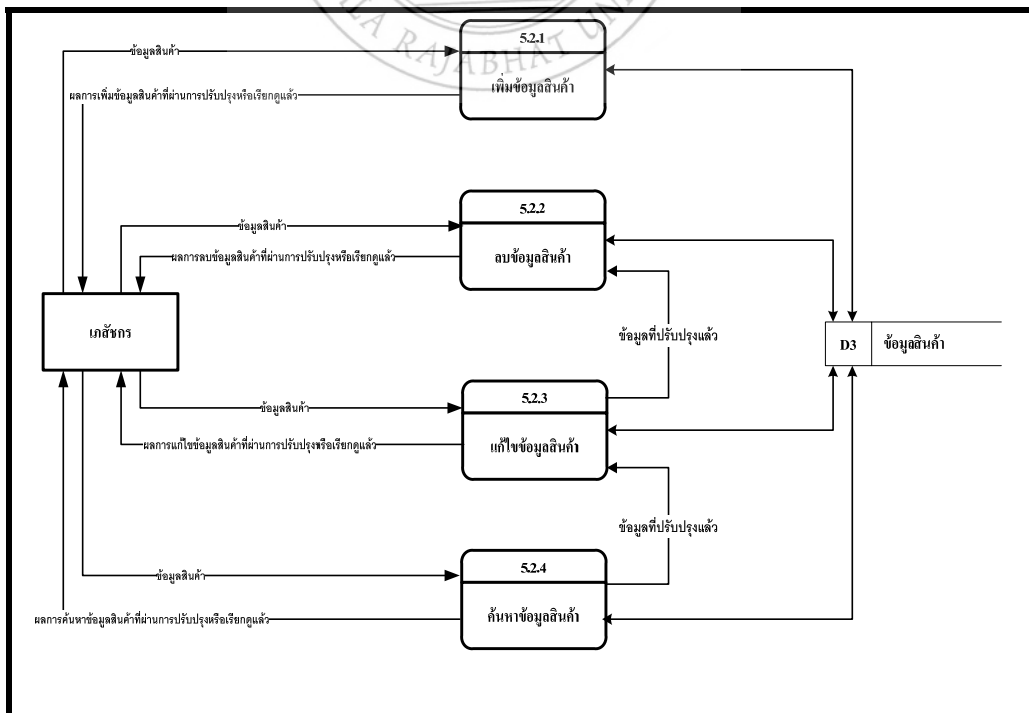 LA RAJABHAT UNI
5.2.1
ข้อมูลสินค้า
เพิ่มข้อมูลสินค้า
ผลการเพิ่มข้อมูลสินค้าที่ผ่านการปรับปรุงหรือเรียกดูแล้ว
5.2.2
ข้อมูลสินค้า
ลบข้อมูลสินค้า
ผลการลบข้อมูลสินค้าที่ผ่านการปรับปรุงหรือเรียกดูแล้ว
เภสัชกร
ข้อมูลที่ปรับปรุงแล้ว
D3 ข้อมูลสินค้า
5.2.3
ข้อมูลสินค้า
แก้ไขข้อมูลสินค้า
ผลการแก้ไขข้อมูลสินค้าที่ผ่านการปรับปรุงหรือเรียกดูแล้ว
ข้อมูลที่ปรับปรุงแล้ว
5.2.4
ข้อมูลสินค้า
ค้นหาข้อมูลสินค้า
ผลการค้นหาข้อมูลสินค้าที่ผ่านการปรับปรุงหรือเรียกดูแล้ว